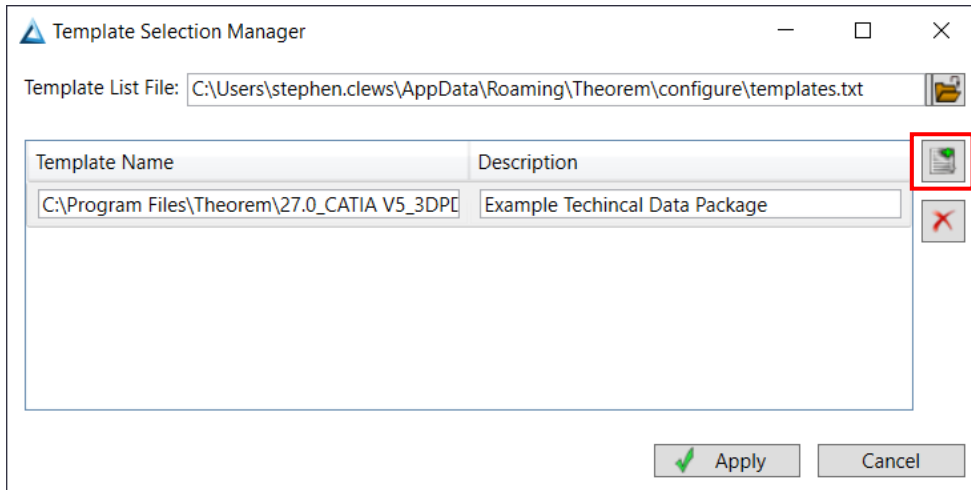 Template Selection Manager
Template List File: C:\Users\stephen.clews\AppData\Roaming\Theorem\configure\templates.txt
Template Name Description
C:\Program Files\Theorem\27.0_CATIA V5_3DPD Example Techincal Data Package
Apply Cancel